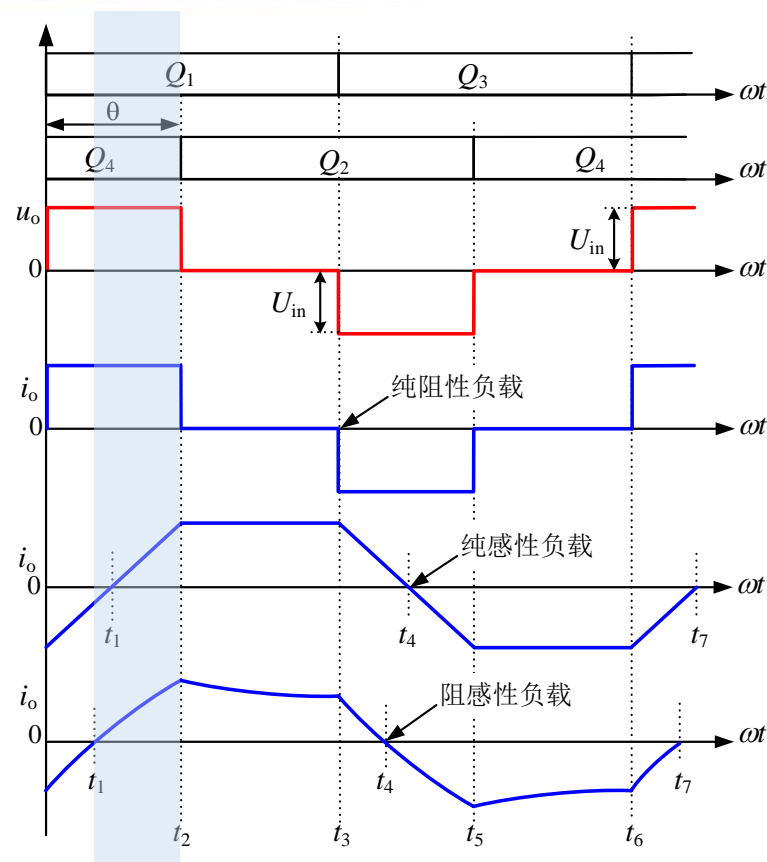 Q₁ Q₃ ωt
θ
Q₄ Q₂ Q₄ ωt
uₒ
0 ωt
Uᵢₙ Uᵢₙ
iₒ 纯阻性负载
0 ωt
iₒ 纯感性负载
0 ωt
t₁ t₄ t₇
iₒ 阻感性负载
0 ωt
t₁ t₄ t₇
t₂ t₃ t₅ t₆